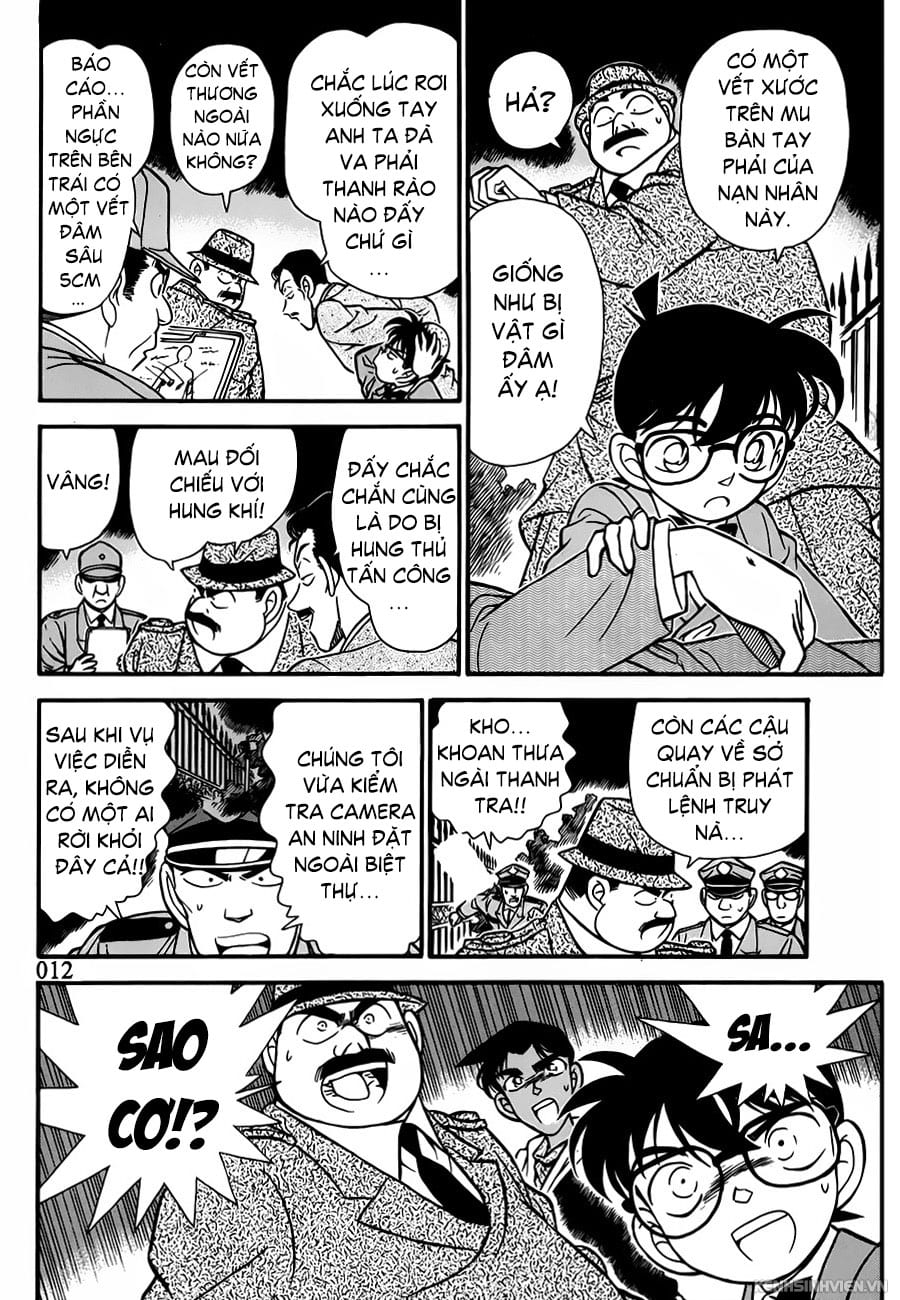 CÓ MỘT
VẾT XƯỚC
TRÊN MU
BÀN TAY
PHẢI CỦA
NẠN NHÂN
NÀY.
HẢ?
GIỐNG
NHƯ BỊ
VẬT GÌ
ĐÂM
ẤY Ạ!
CHẮC LÚC RƠI
XUỐNG TAY
ANH TA ĐÃ
VA PHẢI
THANH RÀO
NÀO ĐẤY
CHỨ GÌ
...
CÒN VẾT
THƯƠNG
NGOÀI
NÀO NỮA
KHÔNG?
BÁO
CÁO...
PHẦN
NGỰC
TRÊN BÊN
TRÁI CÓ
MỘT VẾT
ĐÂM
SÂU
5CM
...
ĐẤY CHẮC
CHẮN CŨNG
LÀ DO BỊ
HUNG THỦ
TẤN CÔNG
...
MAU ĐỐI
CHIẾU VỚI
HUNG KHÍ!
VÂNG!
CÒN CÁC CẬU
QUAY VỀ SỞ
CHUẨN BỊ PHÁT
LỆNH TRUY
NÃ...
KHO...
KHOAN THƯA
NGÀI THANH
TRA!!
CHÚNG TÔI
VỪA KIỂM
TRA CAMERA
AN NINH ĐẶT
NGOÀI BIỆT
THỰ...
SAU KHI VỤ
VIỆC DIỄN
RA, KHÔNG
CÓ MỘT AI
RỜI KHỎI
ĐÂY CẢ!!
012
SA...
SAO
CƠ!?
KENHSINHVIEN.VN